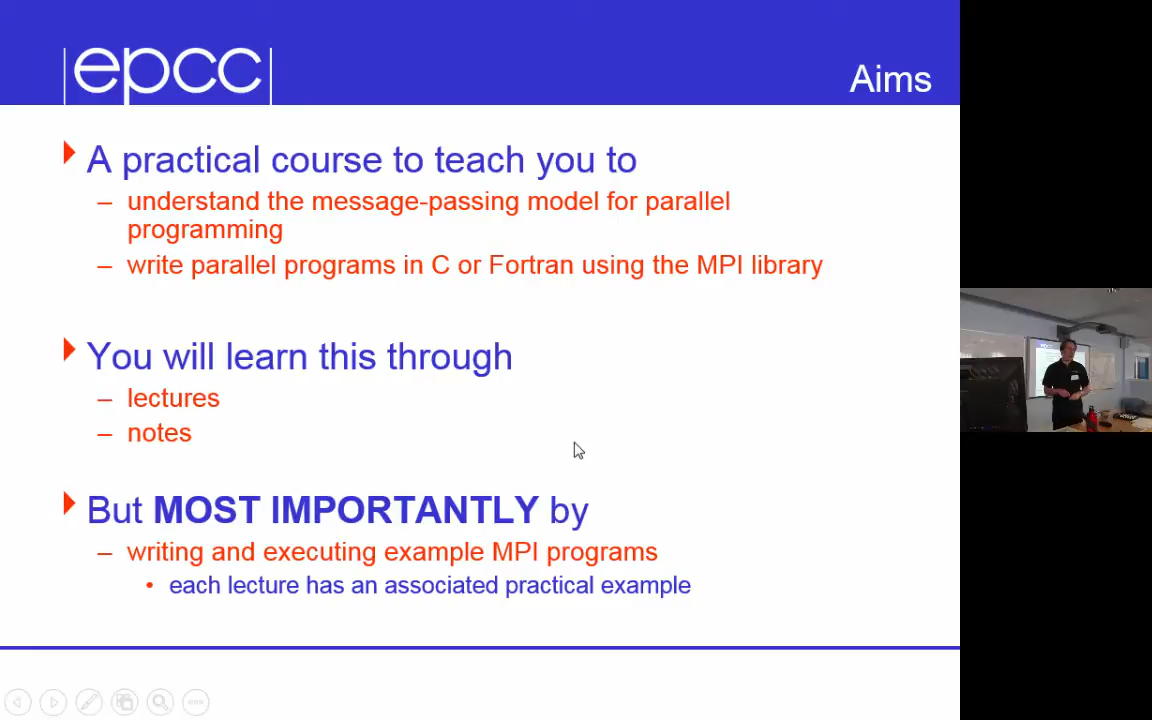 epcc
Aims
A practical course to teach you to
– understand the message-passing model for parallel
programming
– write parallel programs in C or Fortran using the MPI library
You will learn this through
– lectures
– notes
But MOST IMPORTANTLY by
– writing and executing example MPI programs
• each lecture has an associated practical example